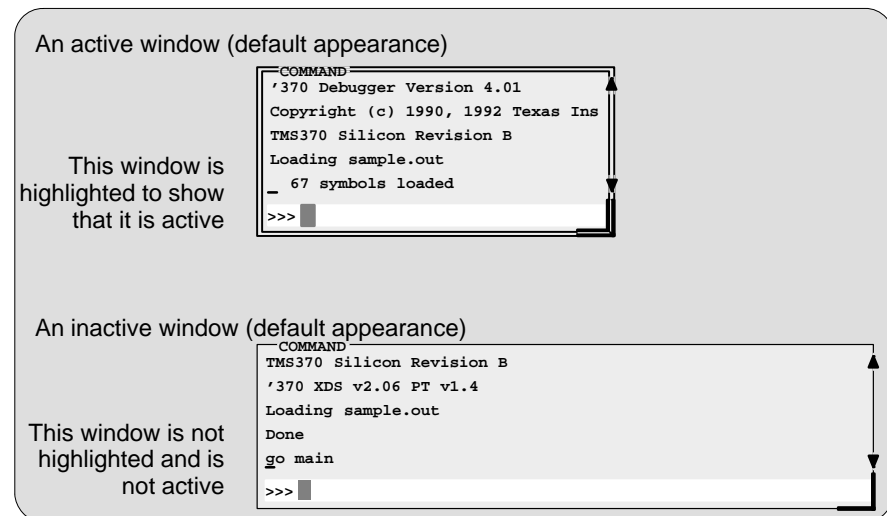 An active window (default appearance)
COMMAND
'370 Debugger Version 4.01
Copyright (c) 1990, 1992 Texas Ins
TMS370 Silicon Revision B
Loading sample.out
_ 67 symbols loaded
>>>
This window is
highlighted to show
that it is active
An inactive window (default appearance)
COMMAND
TMS370 Silicon Revision B
'370 XDS v2.06 PT v1.4
Loading sample.out
Done
go main
>>>
This window is not
highlighted and is
not active